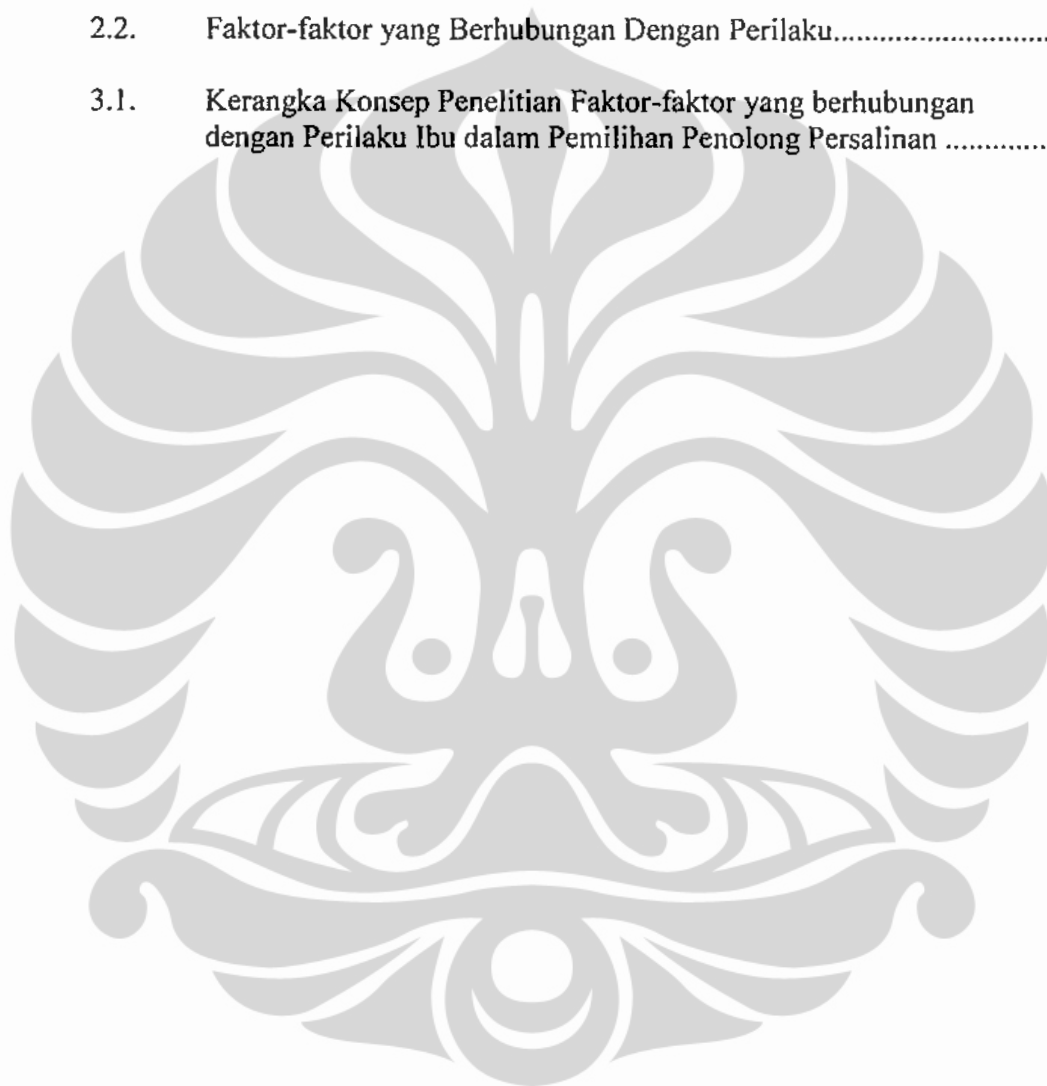 2.2. Faktor-faktor yang Berhubungan Dengan Perilaku.............................
3.1. Kerangka Konsep Penelitian Faktor-faktor yang berhubungan
dengan Perilaku Ibu dalam Pemilihan Penolong Persalinan .............